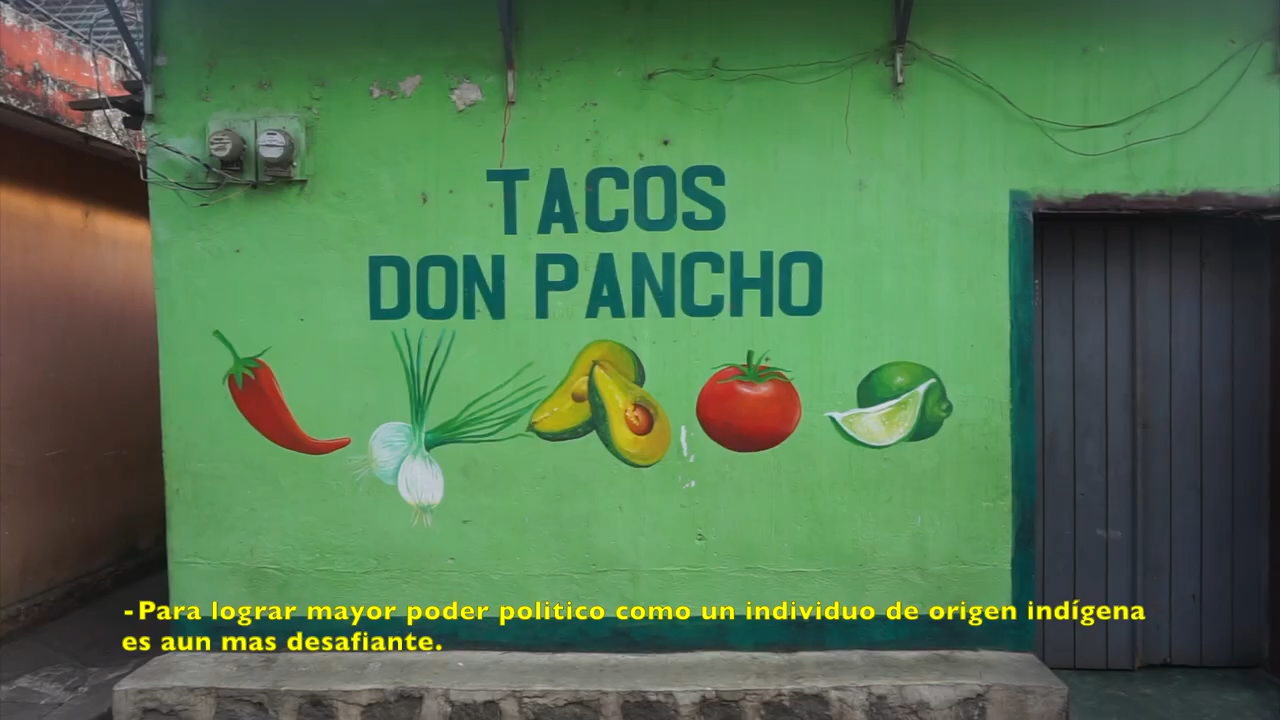 TACOS
DON PANCHO
-Para lograr mayor poder politico como un individuo de origen indígena
es aun mas desafiante.